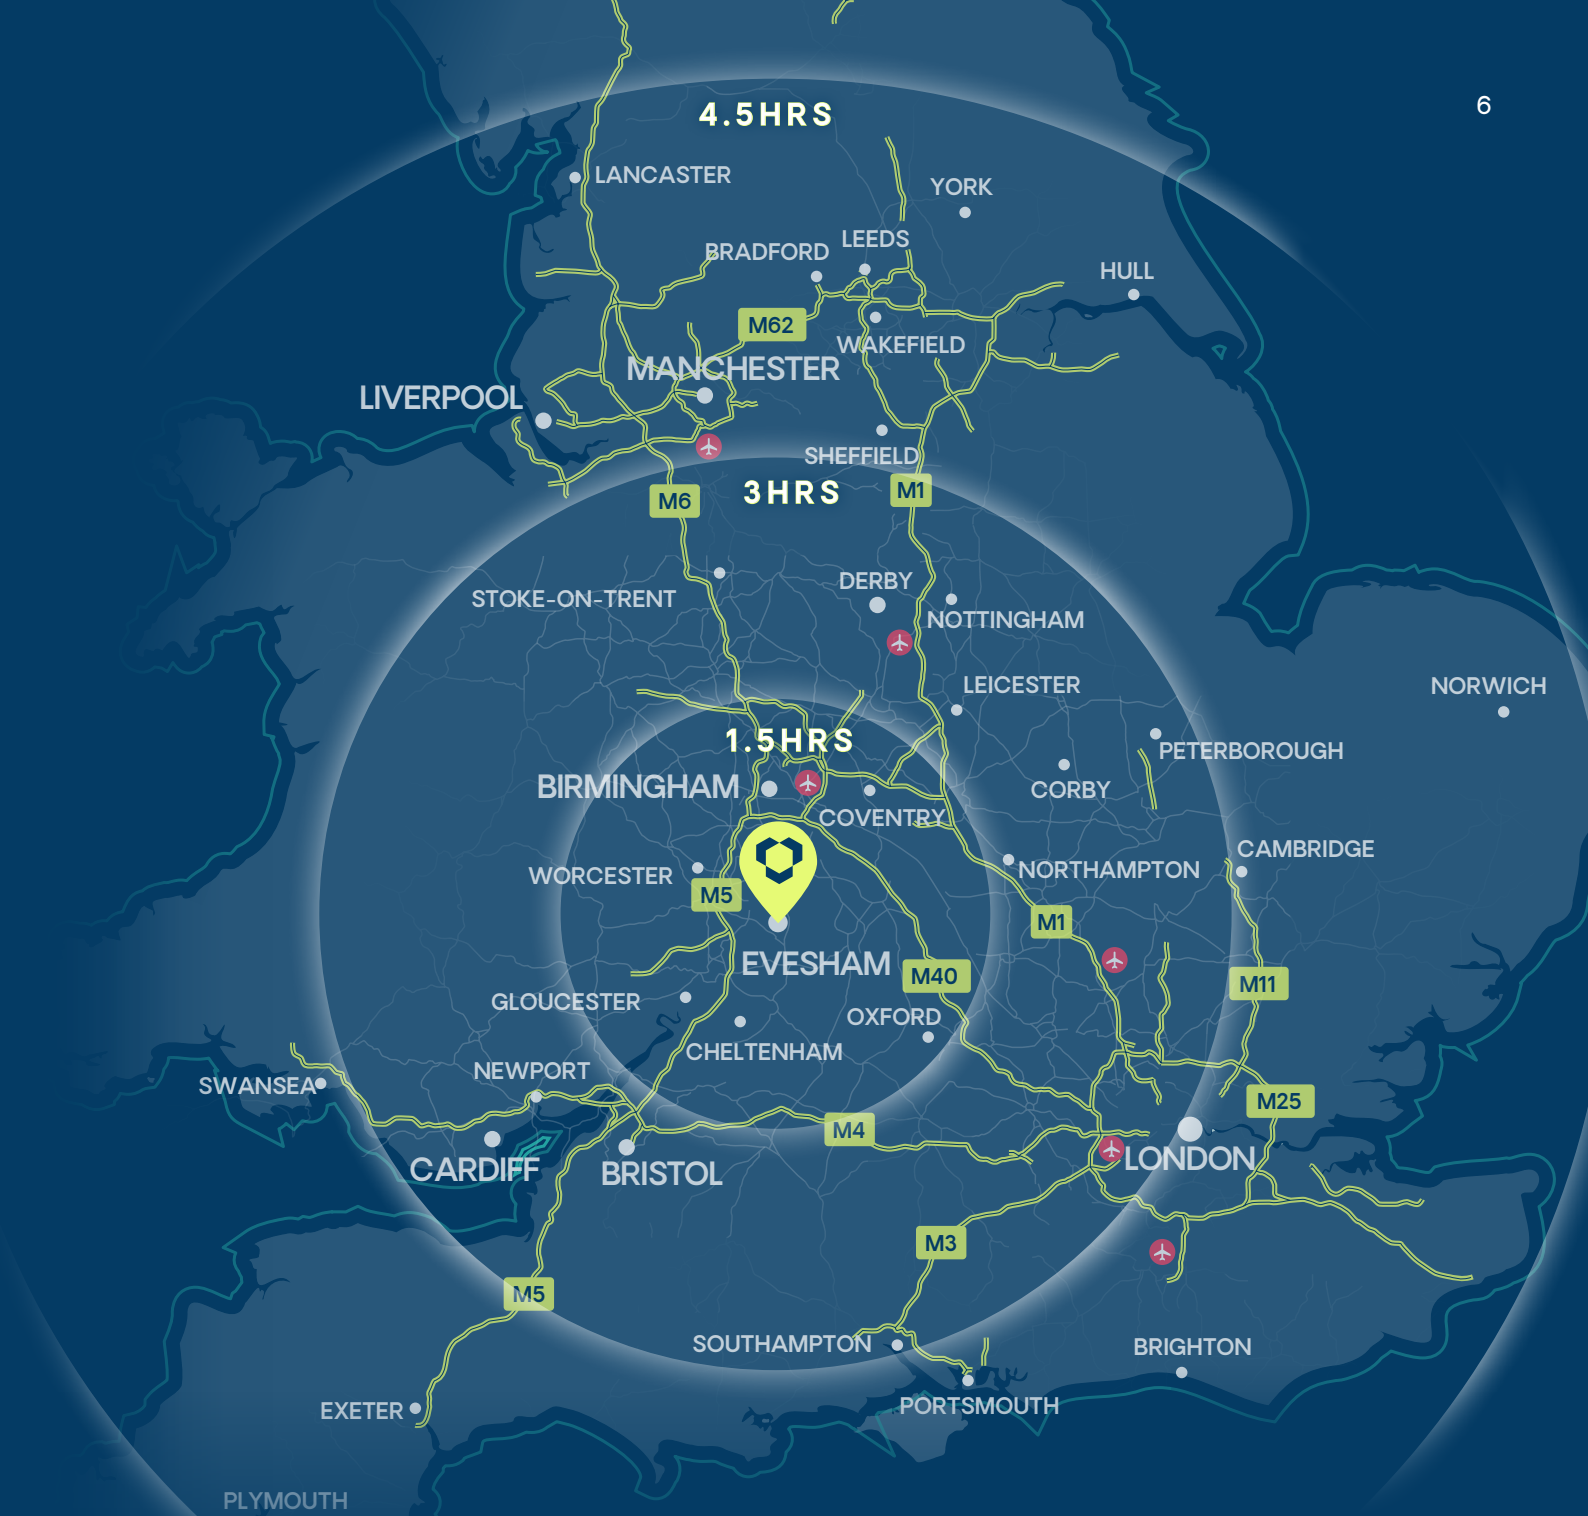 4.5HRS
6
LANCASTER
YORK
BRADFORD
LEEDS
HULL
M62
WAKEFIELD
MANCHESTER
LIVERPOOL
SHEFFIELD
M6
3HRS
M1
STOKE-ON-TRENT
DERBY
NOTTINGHAM
LEICESTER
NORWICH
1.5HRS
PETERBOROUGH
BIRMINGHAM
CORBY
COVENTRY
CAMBRIDGE
WORCESTER
NORTHAMPTON
M5
M1
EVESHAM
M40
M11
GLOUCESTER
OXFORD
CHELTENHAM
NEWPORT
SWANSEA
M25
M4
CARDIFF
BRISTOL
LONDON
M3
M5
SOUTHAMPTON
BRIGHTON
PORTSMOUTH
EXETER
PLYMOUTH